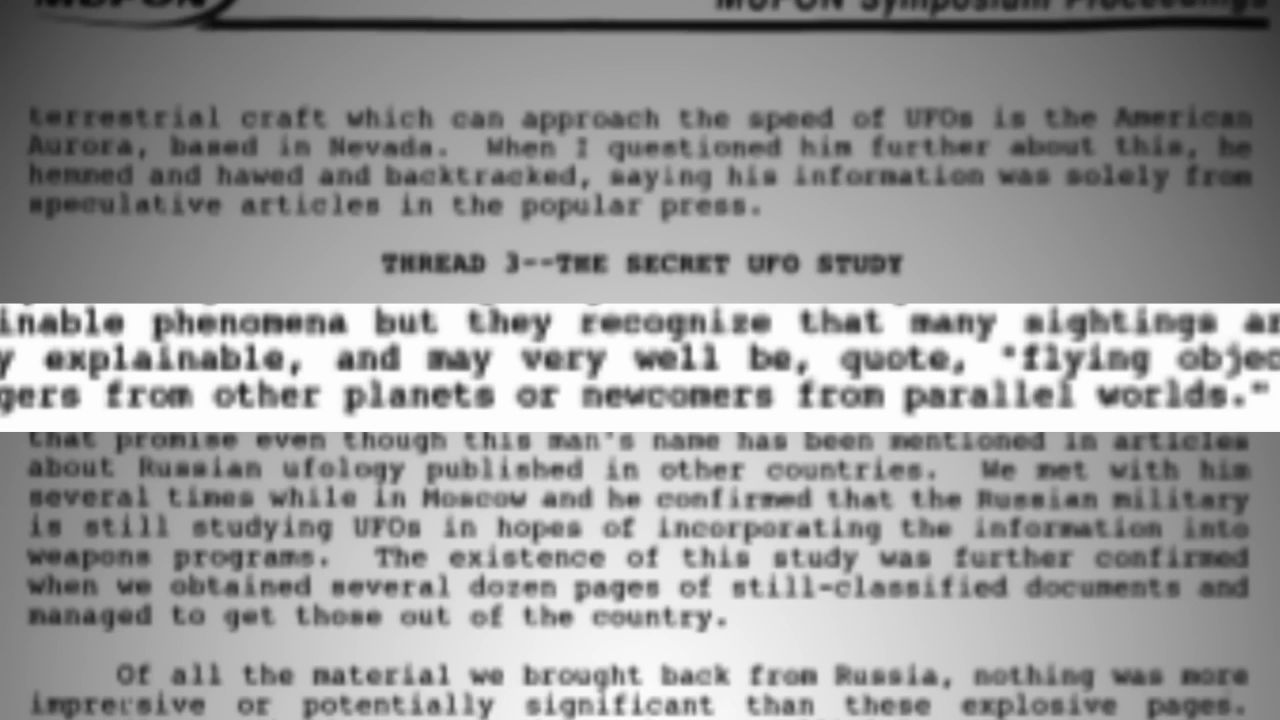 MUFON MUFON Symposium Proceedings
terrestrial craft which can approach the speed of UFOs is the American
Aurora, based in Nevada. When I questioned him further about this, he
hemmed and hawed and backtracked, saying his information was solely from
speculative articles in the popular press.
THREAD 3--THE SECRET UFO STUDY
inable phenomena but they recognize that many sightings ar
y explainable, and may very well be, quote, "flying objec
gers from other planets or newcomers from parallel worlds."
that promise even though this man's name has been mentioned in articles
about Russian ufology published in other countries. We met with him
several times while in Moscow and he confirmed that the Russian military
is still studying UFOs in hopes of incorporating the information into
weapons programs. The existence of this study was further confirmed
when we obtained several dozen pages of still-classified documents and
managed to get those out of the country.
Of all the material we brought back from Russia, nothing was more
impressive or potentially significant than these explosive pages.